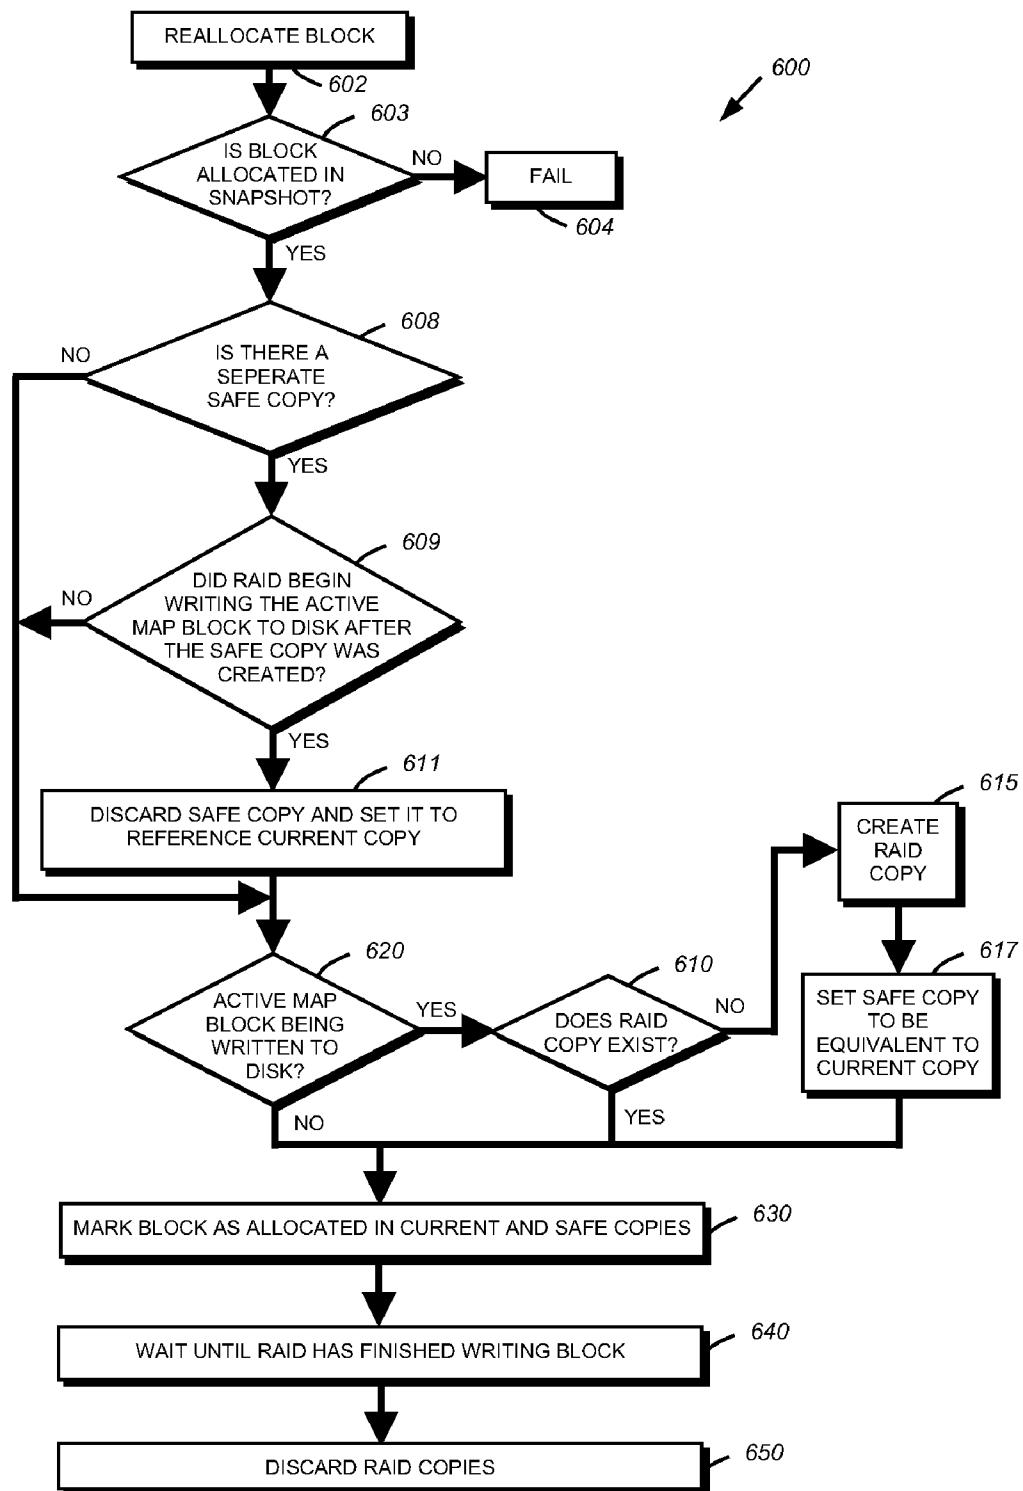 REALLOCATE BLOCK
602
600
603
IS BLOCK
ALLOCATED IN
SNAPSHOT?
NO
FAIL
604
YES
608
NO
IS THERE A
SEPERATE
SAFE COPY?
YES
609
NO
DID RAID BEGIN
WRITING THE ACTIVE
MAP BLOCK TO DISK AFTER
THE SAFE COPY WAS
CREATED?
YES
611
DISCARD SAFE COPY AND SET IT TO
REFERENCE CURRENT COPY
615
CREATE
RAID
COPY
620
ACTIVE MAP
BLOCK BEING
WRITTEN TO
DISK?
YES
NO
610
DOES RAID
COPY EXIST?
NO
YES
617
SET SAFE COPY
TO BE
EQUIVALENT TO
CURRENT COPY
MARK BLOCK AS ALLOCATED IN CURRENT AND SAFE COPIES
630
WAIT UNTIL RAID HAS FINISHED WRITING BLOCK
640
DISCARD RAID COPIES
650